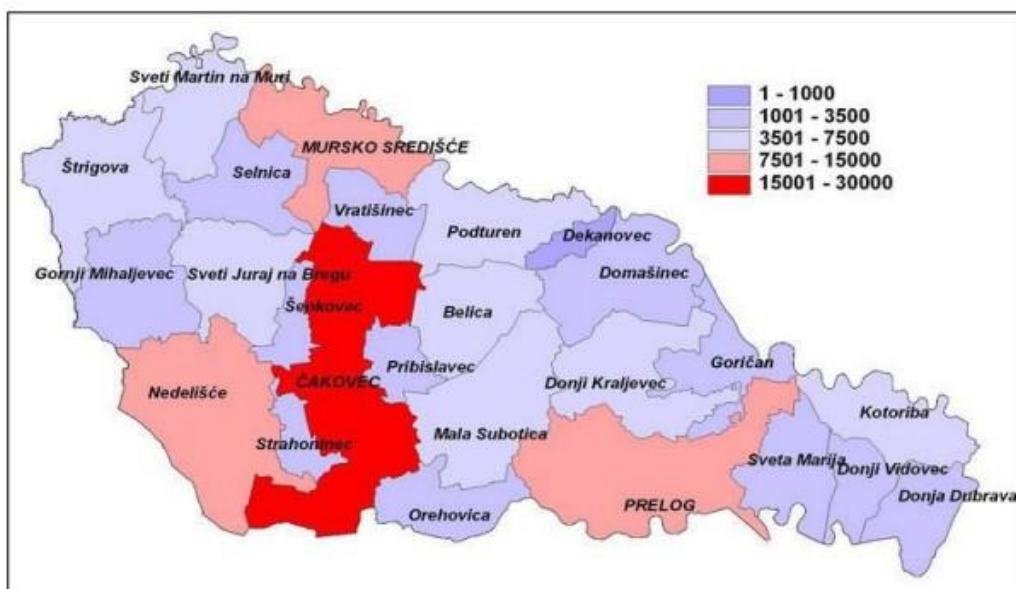 Sveti Martin na Muri
1 - 1000
1001 - 3500
3501 - 7500
7501 - 15000
15001 - 30000
MURSKO SREDIŠĆE
Štrigova
Selnica
Vratišinec
Podturen
Dekanovec
Gornji Mihaljevec
Sveti Juraj na Bregu
Domašinec
Šenkovec
Belica
Pribislavec
Goričan
Nedelišće
ČAKOVEC
Donji Kraljevec
Kotoriba
Strahoninec
Mala Subotica
Sveta Marija
Donji Vidovec
Donja Dubrava
Orehovica
PRELOG